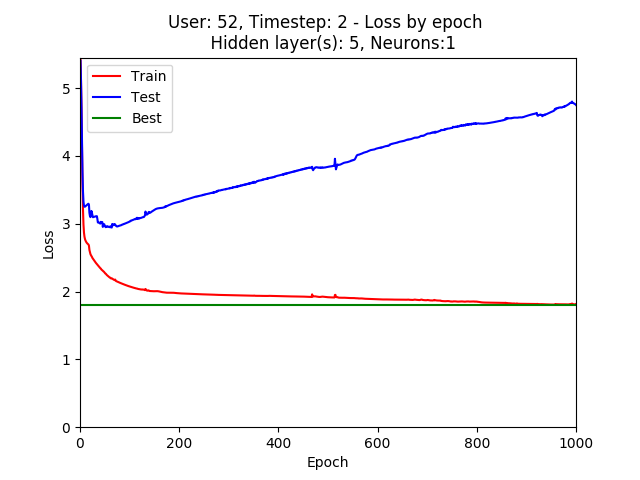 User: 52, Timestep: 2 - Loss by epoch
Hidden layer(s): 5, Neurons:1
Train
Test
Best
5
4
3
2
1
0
Loss
0 200 400 600 800 1000
Epoch